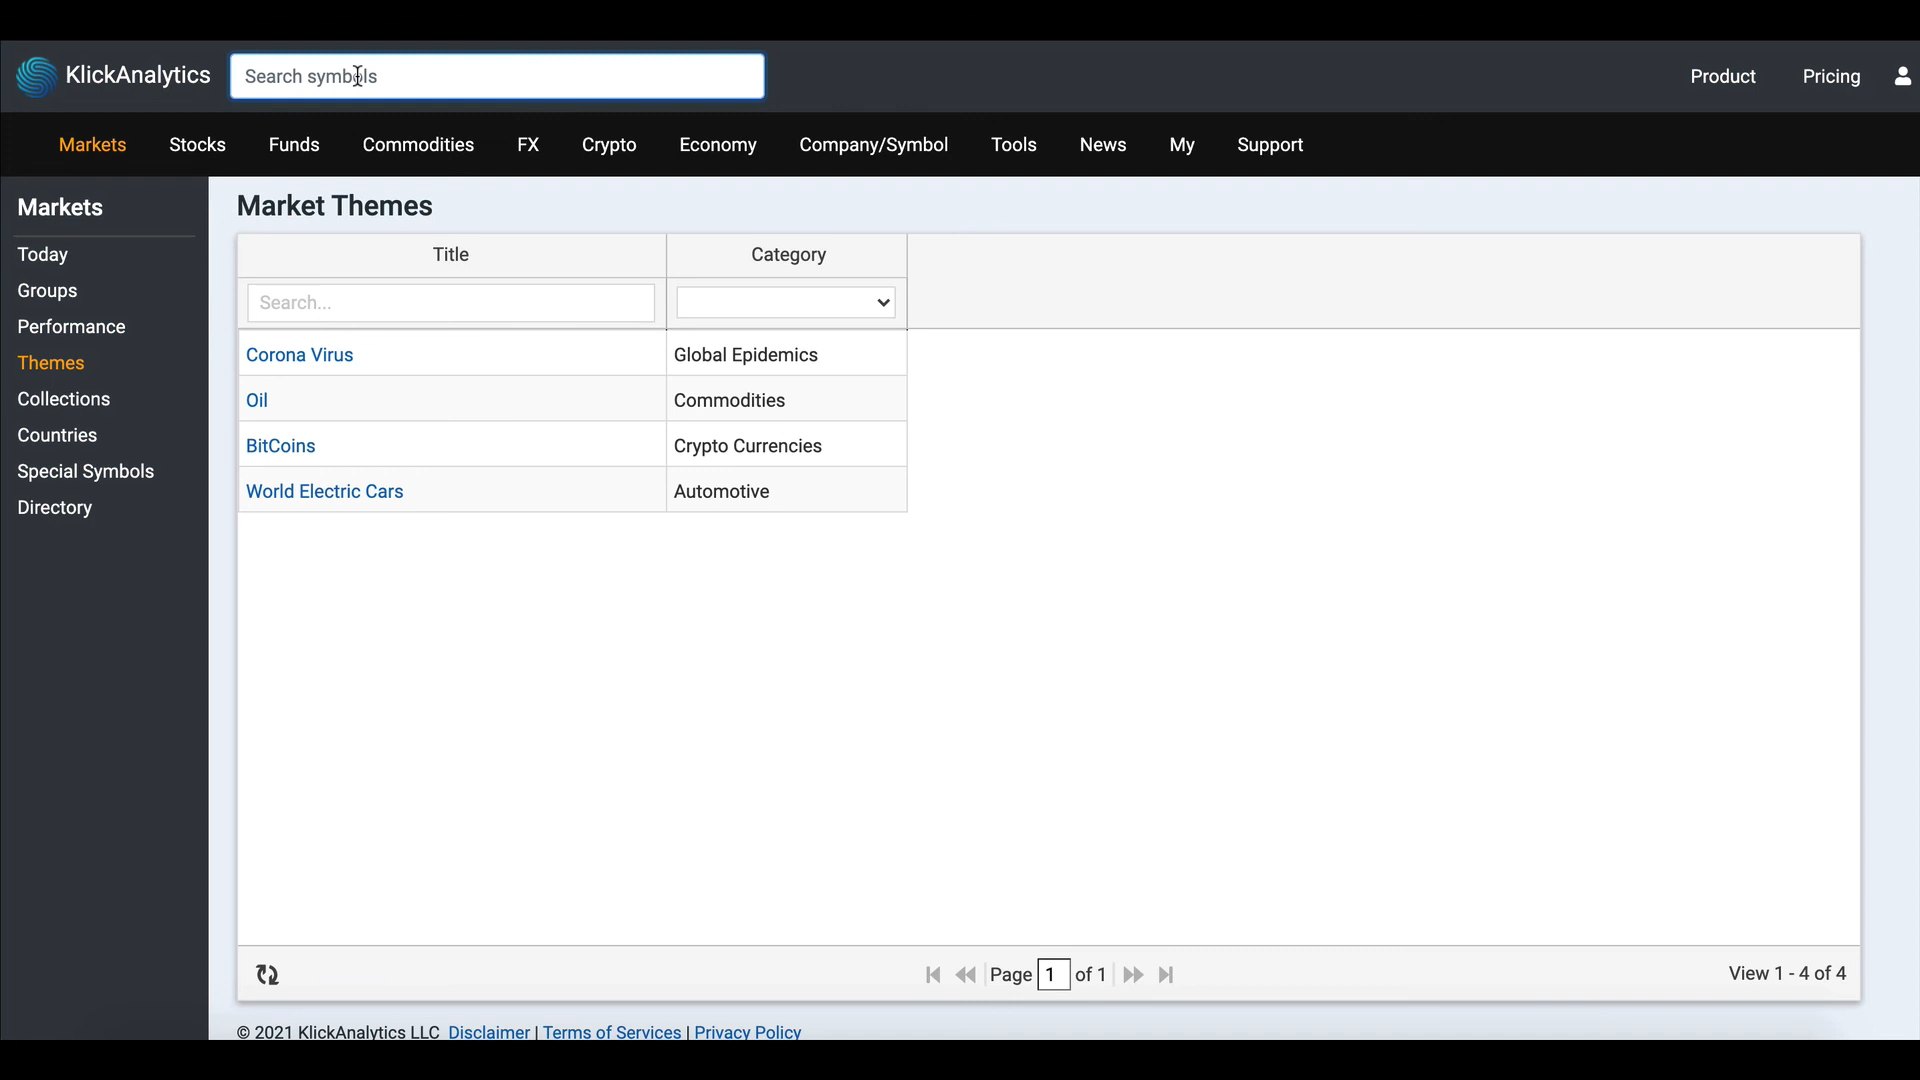 KlickAnalytics
Search symbols
Product Pricing
Markets Stocks Funds Commodities FX Crypto Economy Company/Symbol Tools News My Support
Markets
Today
Groups
Performance
Themes
Collections
Countries
Special Symbols
Directory
Market Themes
Title Category
Search...
Corona Virus Global Epidemics
Oil Commodities
BitCoins Crypto Currencies
World Electric Cars Automotive
Page 1 of 1
View 1 - 4 of 4
© 2021 KlickAnalytics LLC Disclaimer | Terms of Services | Privacy Policy